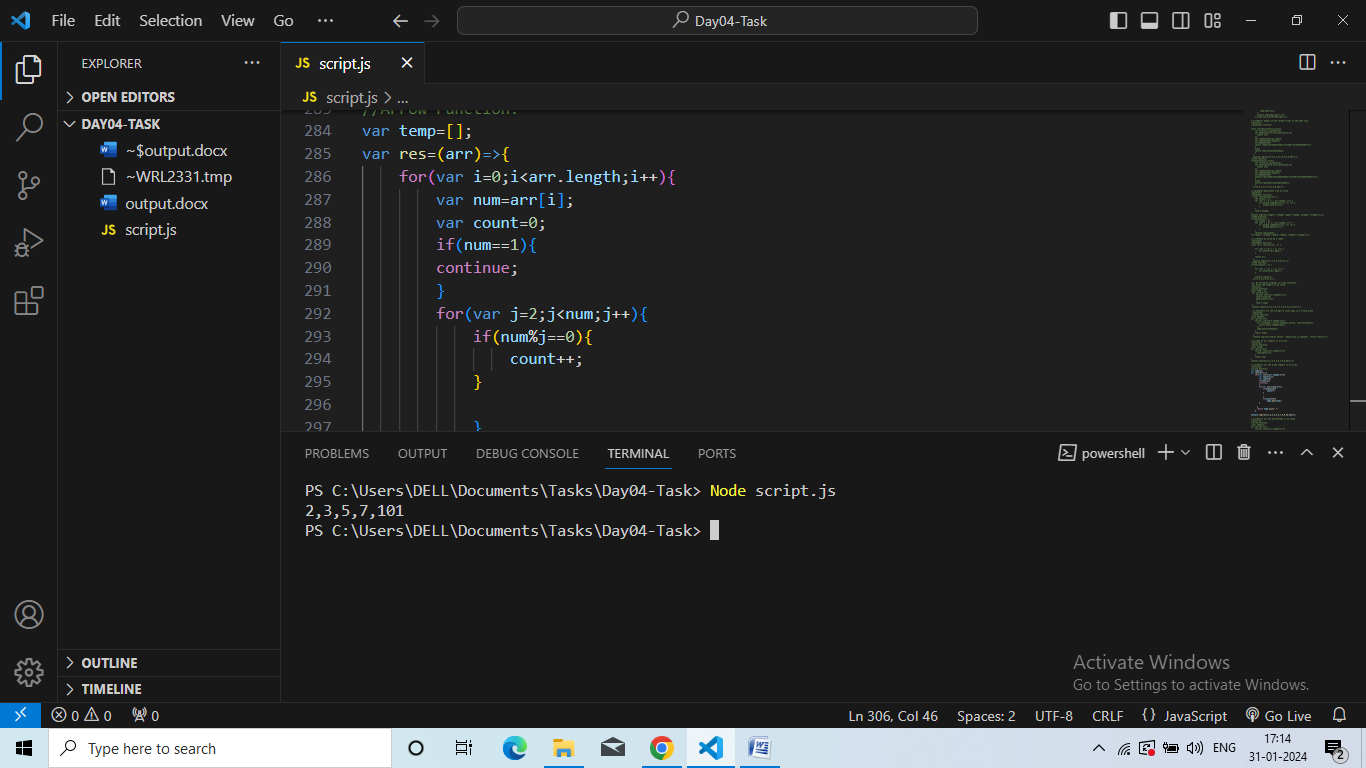 File Edit Selection View Go ···
Day04-Task
EXPLORER ···
OPEN EDITORS
DAY04-TASK
~$output.docx
~WRL2331.tmp
output.docx
JS script.js
OUTLINE
TIMELINE
JS script.js
JS script.js > ...
284 var temp=[];
285 var res=(arr)=>{
286 for(var i=0;i<arr.length;i++){
287 var num=arr[i];
288 var count=0;
289 if(num==1){
290 continue;
291 }
292 for(var j=2;j<num;j++){
293 if(num%j==0){
294 count++;
295 }
296
297 }
PROBLEMS OUTPUT DEBUG CONSOLE TERMINAL PORTS powershell
PS C:\Users\DELL\Documents\Tasks\Day04-Task> Node script.js
2,3,5,7,101
PS C:\Users\DELL\Documents\Tasks\Day04-Task>
Activate Windows
Go to Settings to activate Windows.
0 0 0 Ln 306, Col 46 Spaces: 2 UTF-8 CRLF {} JavaScript Go Live
Type here to search
ENG
17:14
31-01-2024
2